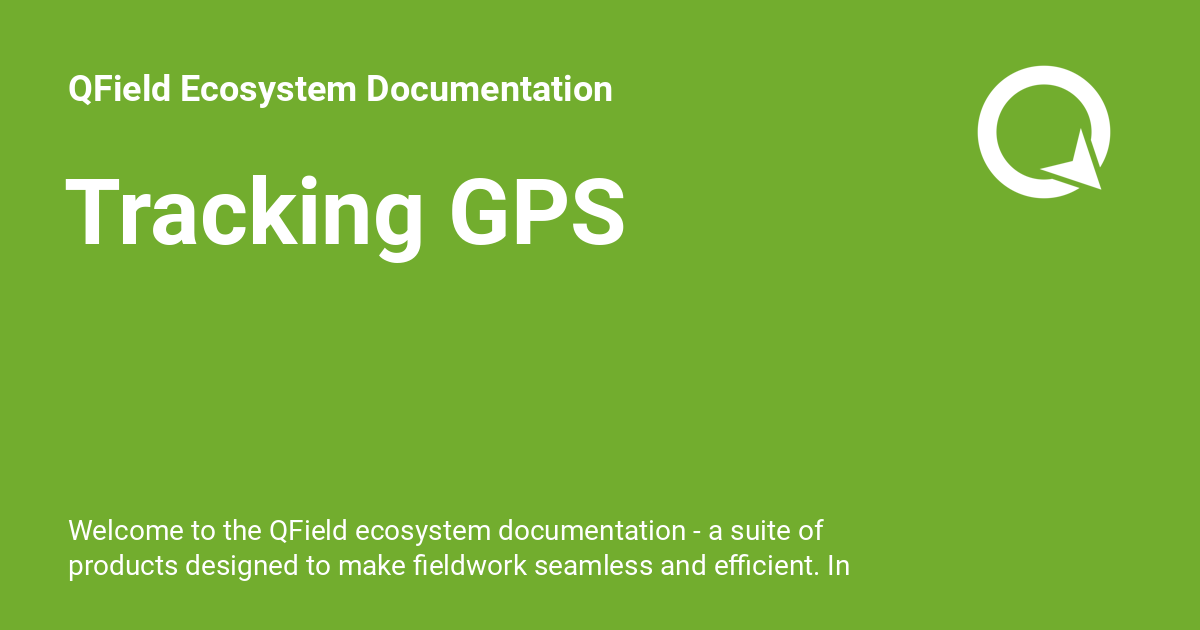 QField Ecosystem Documentation
Tracking GPS
Welcome to the QField ecosystem documentation - a suite of
products designed to make fieldwork seamless and efficient. In